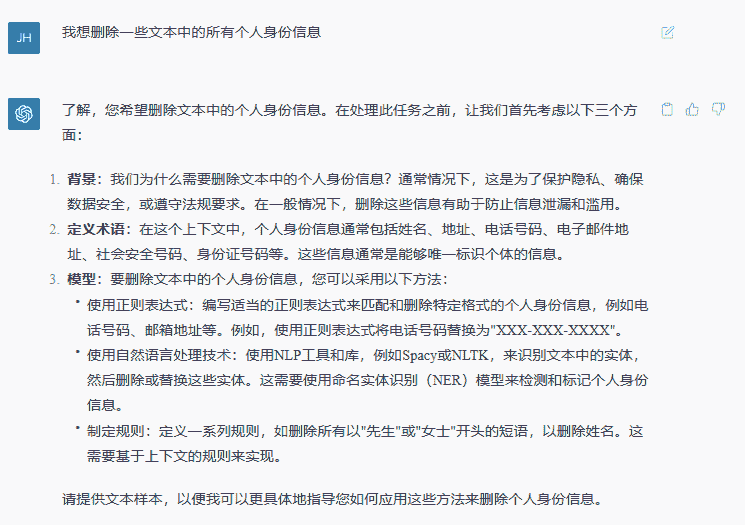 JH
我想删除一些文本中的所有个人身份信息
了解，您希望删除文本中的个人身份信息。在处理此任务之前，让我们首先考虑以下三个方
面：
1. 背景：我们为什么需要删除文本中的个人身份信息？通常情况下，这是为了保护隐私、确保
数据安全，或遵守法规要求。在一般情况下，删除这些信息有助于防止信息泄漏和滥用。
2. 定义术语：在这个上下文中，个人身份信息通常包括姓名、地址、电话号码、电子邮件地
址、社会安全号码、身份证号码等。这些信息通常是能够唯一标识个体的信息。
3. 模型：要删除文本中的个人身份信息，您可以采用以下方法：
• 使用正则表达式：编写适当的正则表达式来匹配和删除特定格式的个人身份信息，例如电
话号码、邮箱地址等。例如，使用正则表达式将电话号码替换为"XXX-XXX-XXXX"。
• 使用自然语言处理技术：使用NLP工具和库，例如Spacy或NLTK，来识别文本中的实体，
然后删除或替换这些实体。这需要使用命名实体识别（NER）模型来检测和标记个人身份
信息。
• 制定规则：定义一系列规则，如删除所有以"先生"或"女士"开头的短语，以删除姓名。这
需要基于上下文的规则来实现。
请提供文本样本，以便我可以更具体地指导您如何应用这些方法来删除个人身份信息。